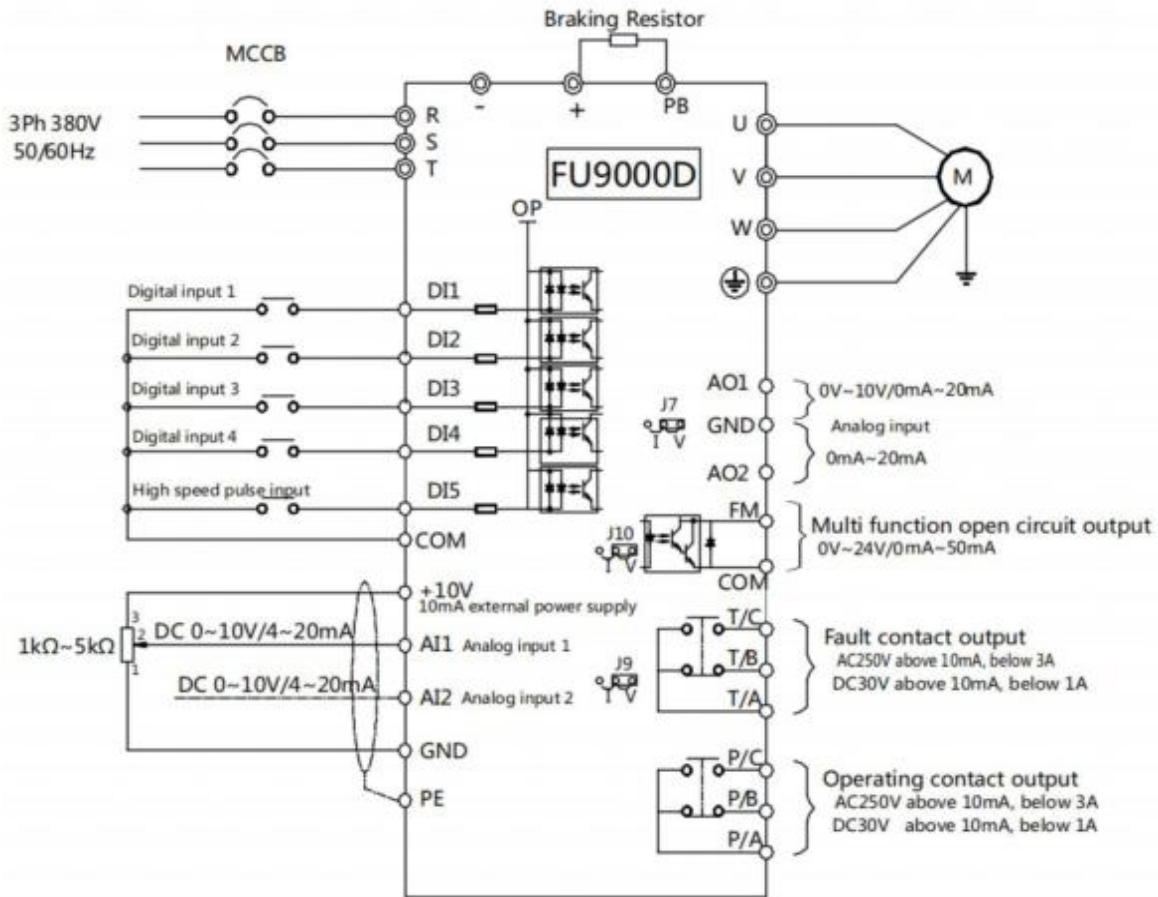 Braking Resistor
MCCB
3Ph 380V
50/60Hz
R
S
T
-
+
PB
FU9000D
OP
U
V
W
M
Digital input 1
DI1
Digital input 2
DI2
Digital input 3
DI3
Digital input 4
DI4
High speed pulse input
DI5
COM
AO1
0V~10V/0mA~20mA
J7
I V
GND
Analog input
0mA~20mA
AO2
FM
Multi function open circuit output
0V~24V/0mA~50mA
J10
I V
COM
+10V
10mA external power supply
3
2
1
1kΩ~5kΩ
DC 0~10V/4~20mA
AI1 Analog input 1
DC 0~10V/4~20mA
AI2 Analog input 2
GND
PE
J9
I V
T/C
T/B
T/A
Fault contact output
AC250V above 10mA, below 3A
DC30V above 10mA, below 1A
P/C
P/B
P/A
Operating contact output
AC250V above 10mA, below 3A
DC30V above 10mA, below 1A